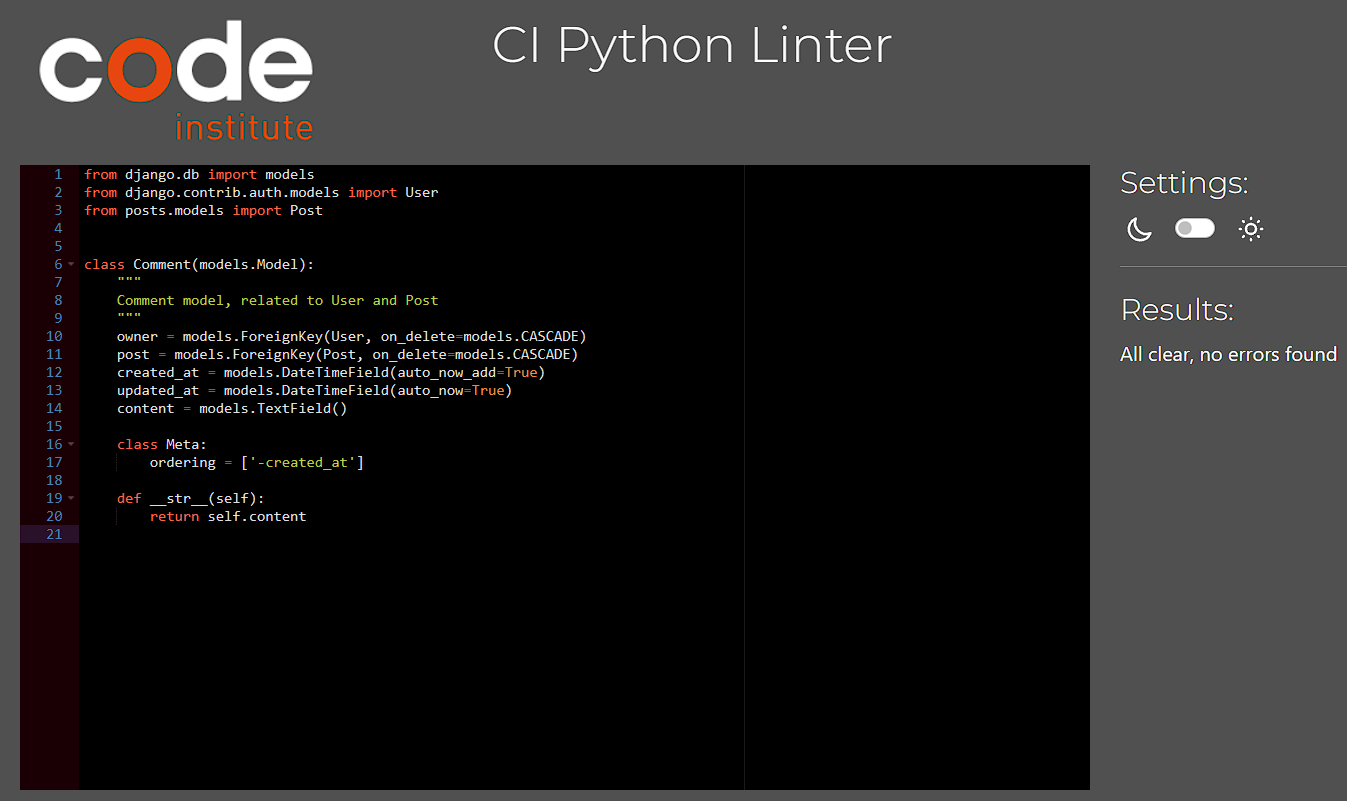 code
institute
CI Python Linter
1 from django.db import models
2 from django.contrib.auth.models import User
3 from posts.models import Post
4
5
6 class Comment(models.Model):
7     """
8     Comment model, related to User and Post
9     """
10     owner = models.ForeignKey(User, on_delete=models.CASCADE)
11     post = models.ForeignKey(Post, on_delete=models.CASCADE)
12     created_at = models.DateTimeField(auto_now_add=True)
13     updated_at = models.DateTimeField(auto_now=True)
14     content = models.TextField()
15
16     class Meta:
17         ordering = ['-created_at']
18
19     def __str__(self):
20         return self.content
21
Settings:
Results:
All clear, no errors found